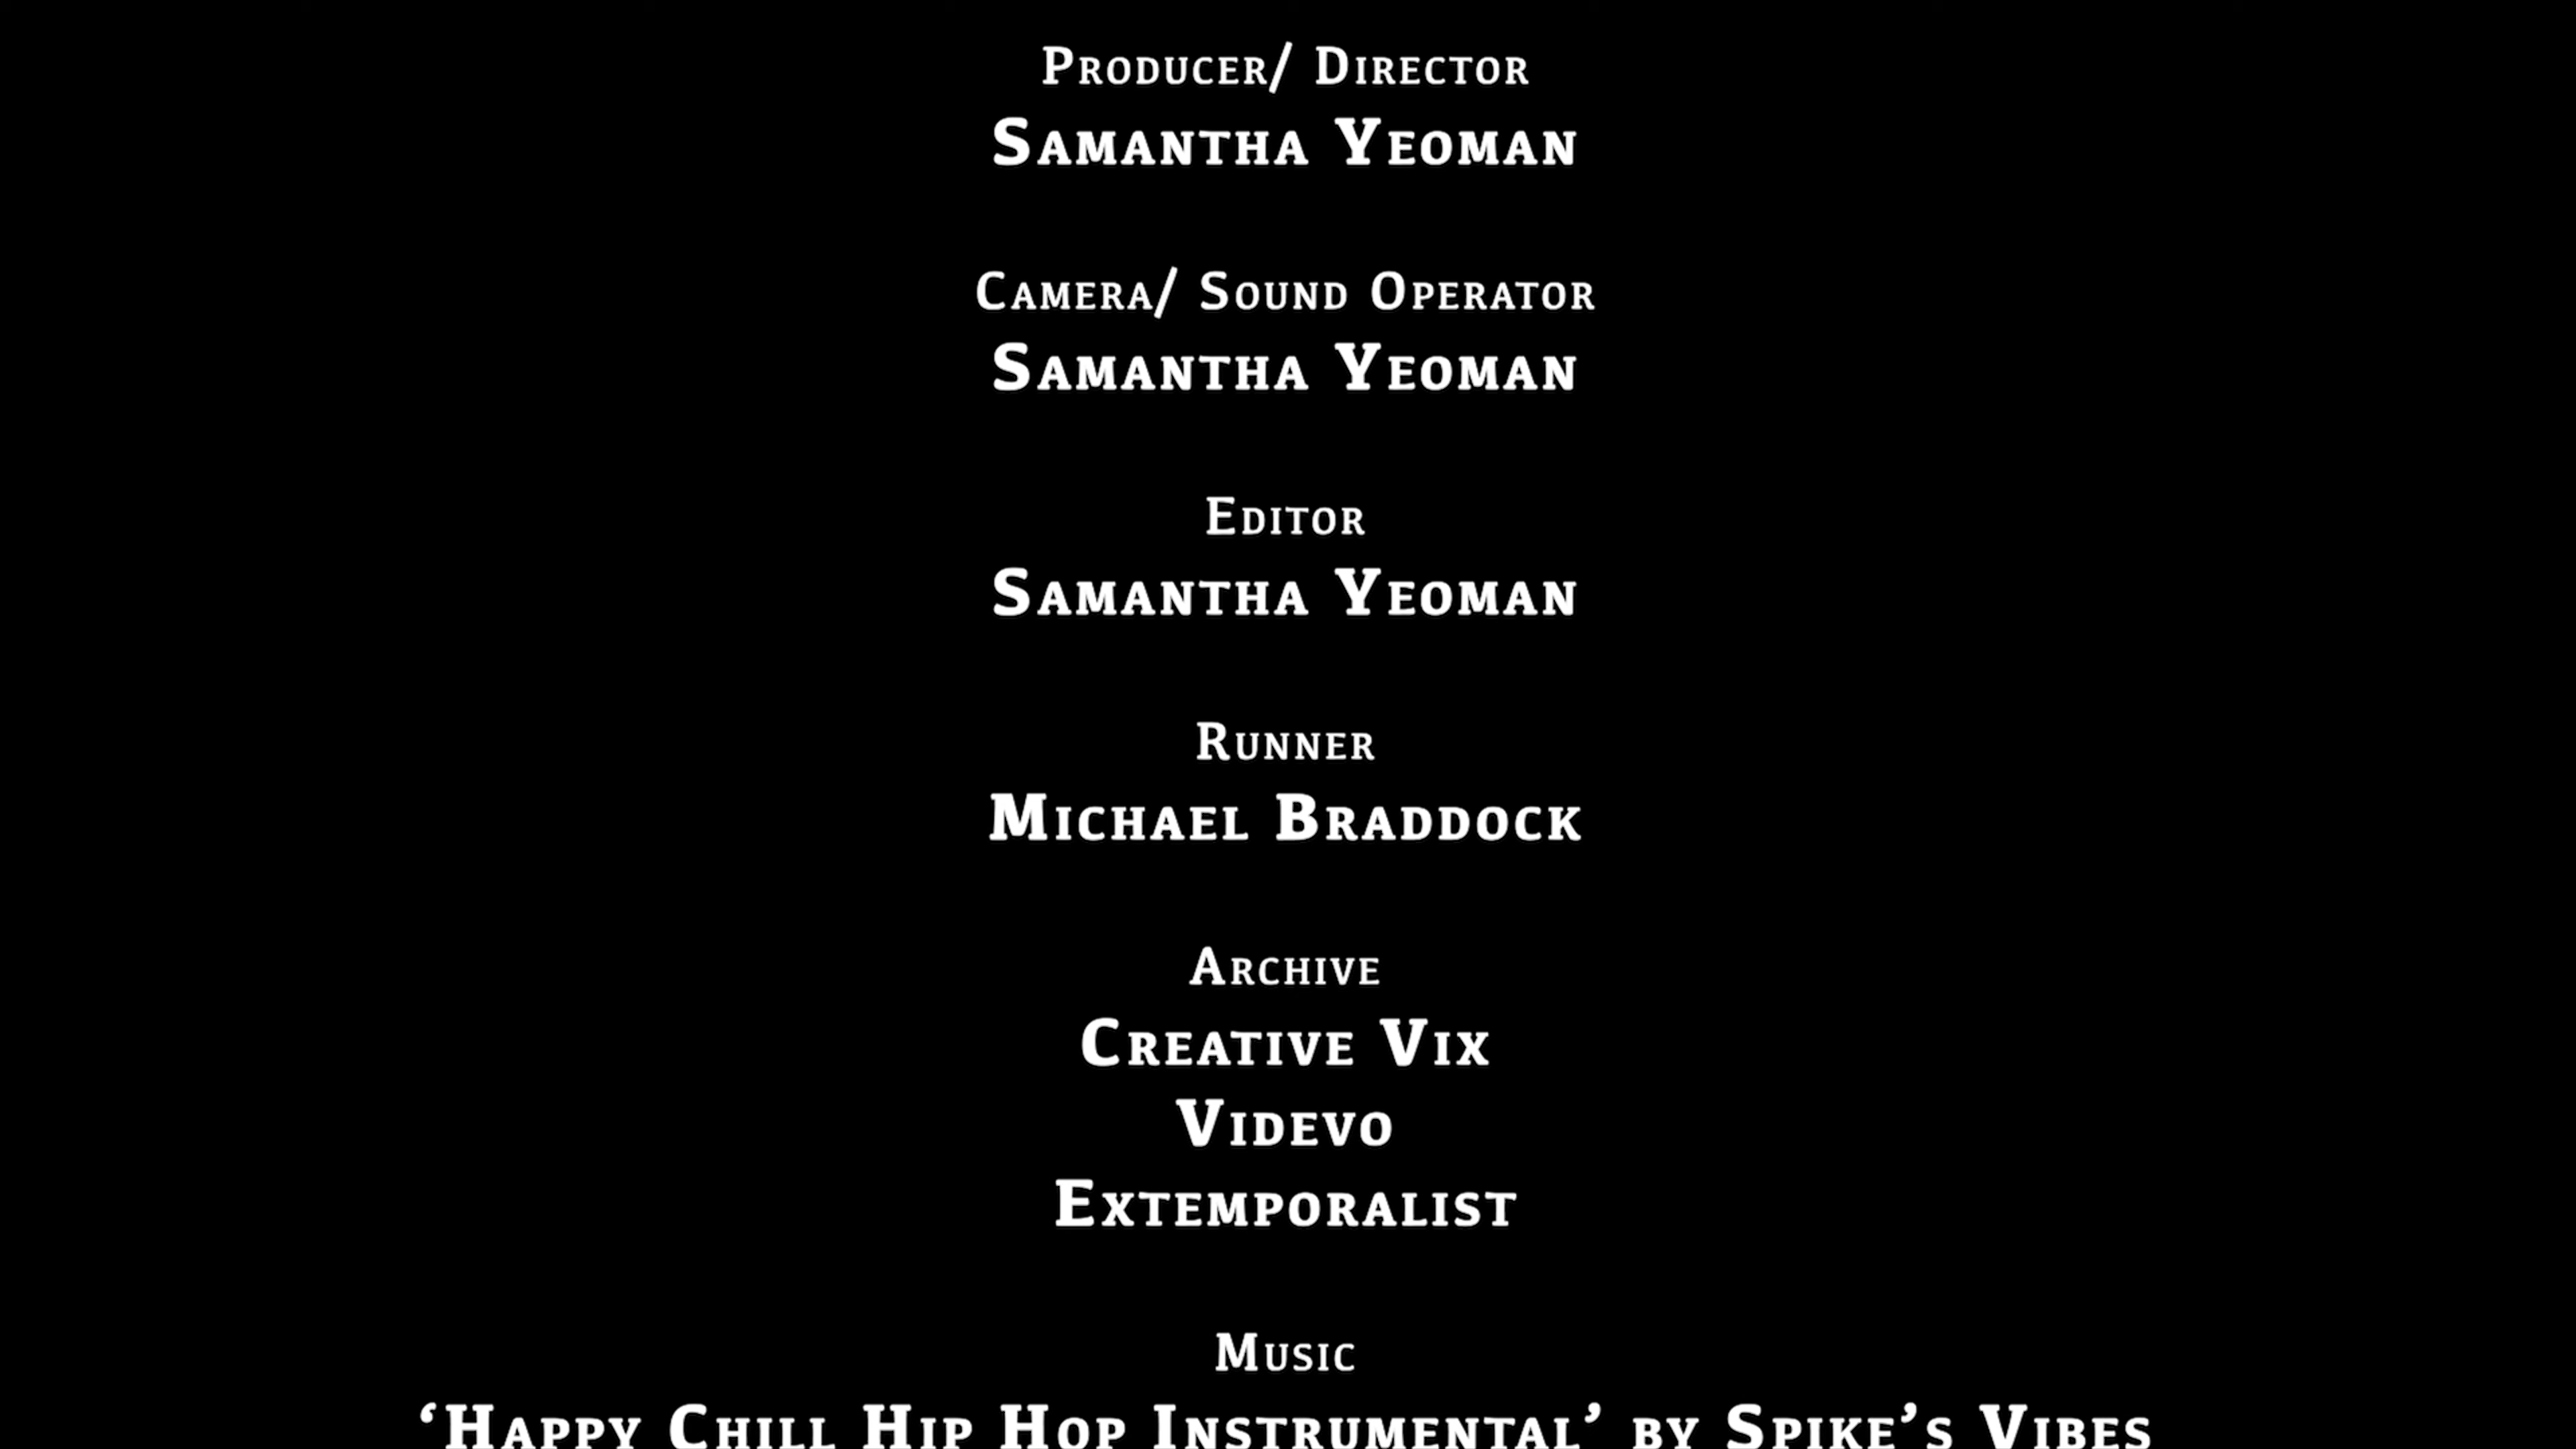 Producer/ Director
Samantha Yeoman
Camera/ Sound Operator
Samantha Yeoman
Editor
Samantha Yeoman
Runner
Michael Braddock
Archive
Creative Vix
Videvo
Extemporalist
Music
‘Happy Chill Hip Hop Instrumental’ by Spike’s Vibes